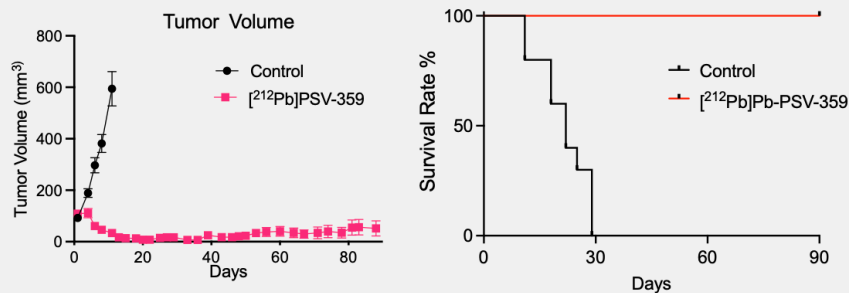 Tumor Volume
800
600
400
200
0
Tumor Volume (mm³)
0 20 40 60 80
Days
Control
[²¹²Pb]PSV-359
100
50
0
Survival Rate %
0 30 60 90
Days
Control
[²¹²Pb]Pb-PSV-359